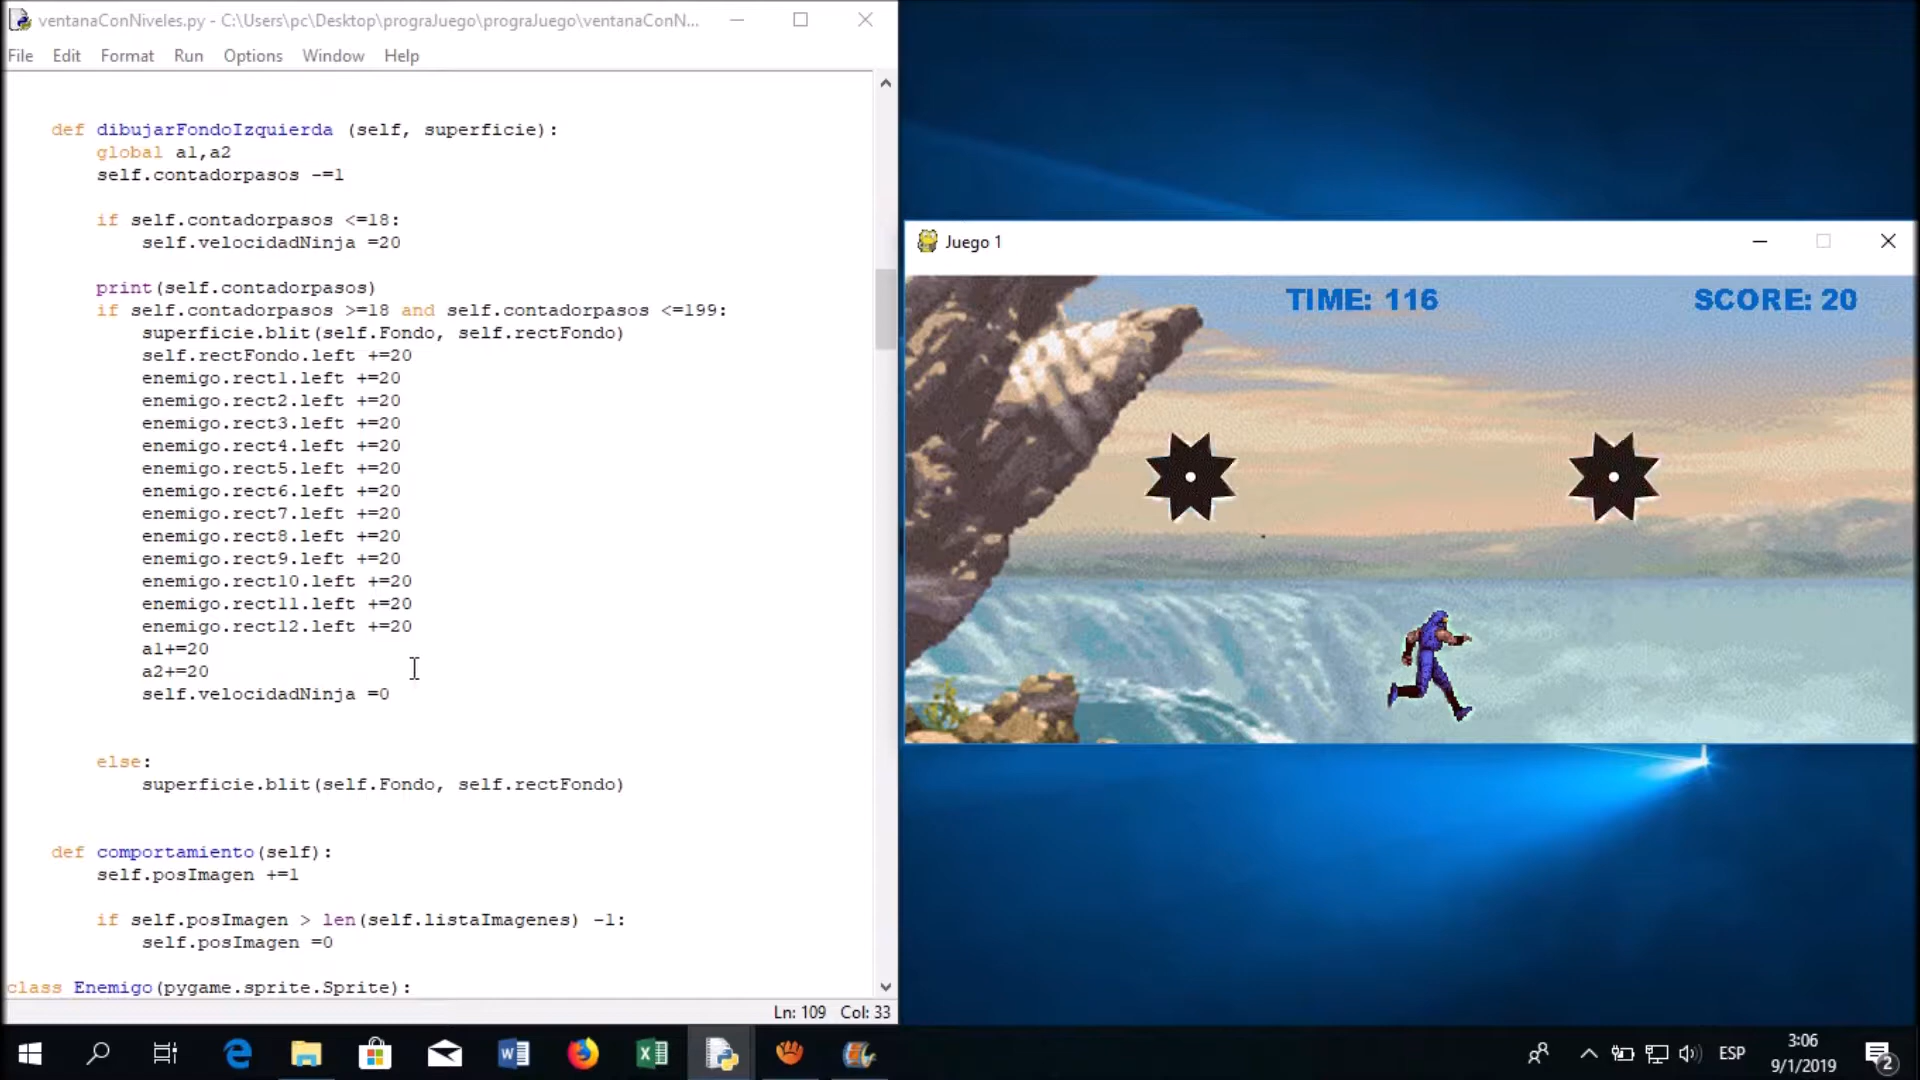 ventanaConNiveles.py - C:\Users\pc\Desktop\prograJuego\prograJuego\ventanaConN...
File Edit Format Run Options Window Help
def dibujarFondoIzquierda (self, superficie):
global a1,a2
self.contadorpasos -=1
if self.contadorpasos <=18:
self.velocidadNinja =20
print(self.contadorpasos)
if self.contadorpasos >=18 and self.contadorpasos <=199:
superficie.blit(self.Fondo, self.rectFondo)
self.rectFondo.left +=20
enemigo.rect1.left +=20
enemigo.rect2.left +=20
enemigo.rect3.left +=20
enemigo.rect4.left +=20
enemigo.rect5.left +=20
enemigo.rect6.left +=20
enemigo.rect7.left +=20
enemigo.rect8.left +=20
enemigo.rect9.left +=20
enemigo.rect10.left +=20
enemigo.rect11.left +=20
enemigo.rect12.left +=20
a1+=20
a2+=20
self.velocidadNinja =0
else:
superficie.blit(self.Fondo, self.rectFondo)
def comportamiento(self):
self.posImagen +=1
if self.posImagen > len(self.listaImagenes) -1:
self.posImagen =0
class Enemigo(pygame.sprite.Sprite):
Ln: 109 Col: 33
Juego 1
TIME: 116 SCORE: 20
ESP
3:06
9/1/2019
2